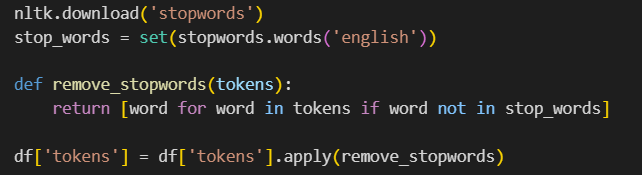 nltk.download('stopwords')
stop_words = set(stopwords.words('english'))
def remove_stopwords(tokens):
    return [word for word in tokens if word not in stop_words]
df['tokens'] = df['tokens'].apply(remove_stopwords)